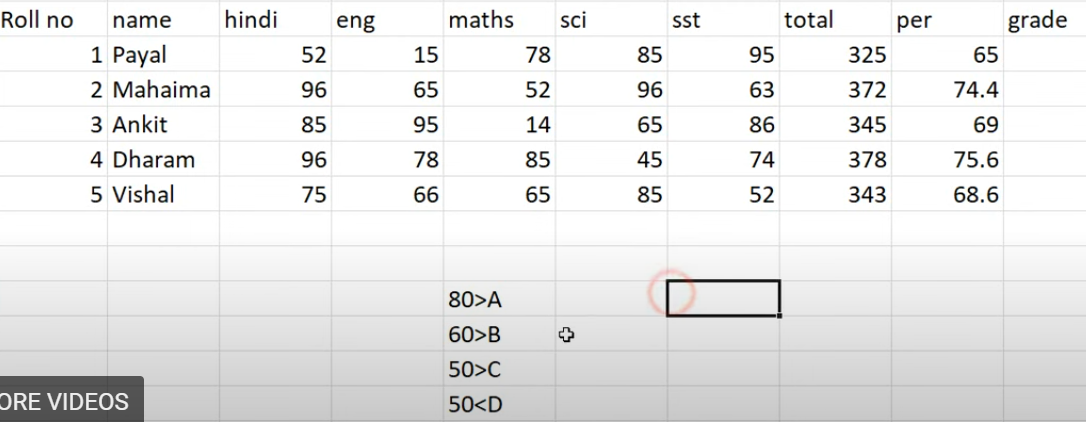 Roll no name hindi eng maths sci sst total per grade
1 Payal 52 15 78 85 95 325 65
2 Mahaima 96 65 52 96 63 372 74.4
3 Ankit 85 95 14 65 86 345 69
4 Dharam 96 78 85 45 74 378 75.6
5 Vishal 75 66 65 85 52 343 68.6
80>A
60>B
50>C
50<D
ORE VIDEOS